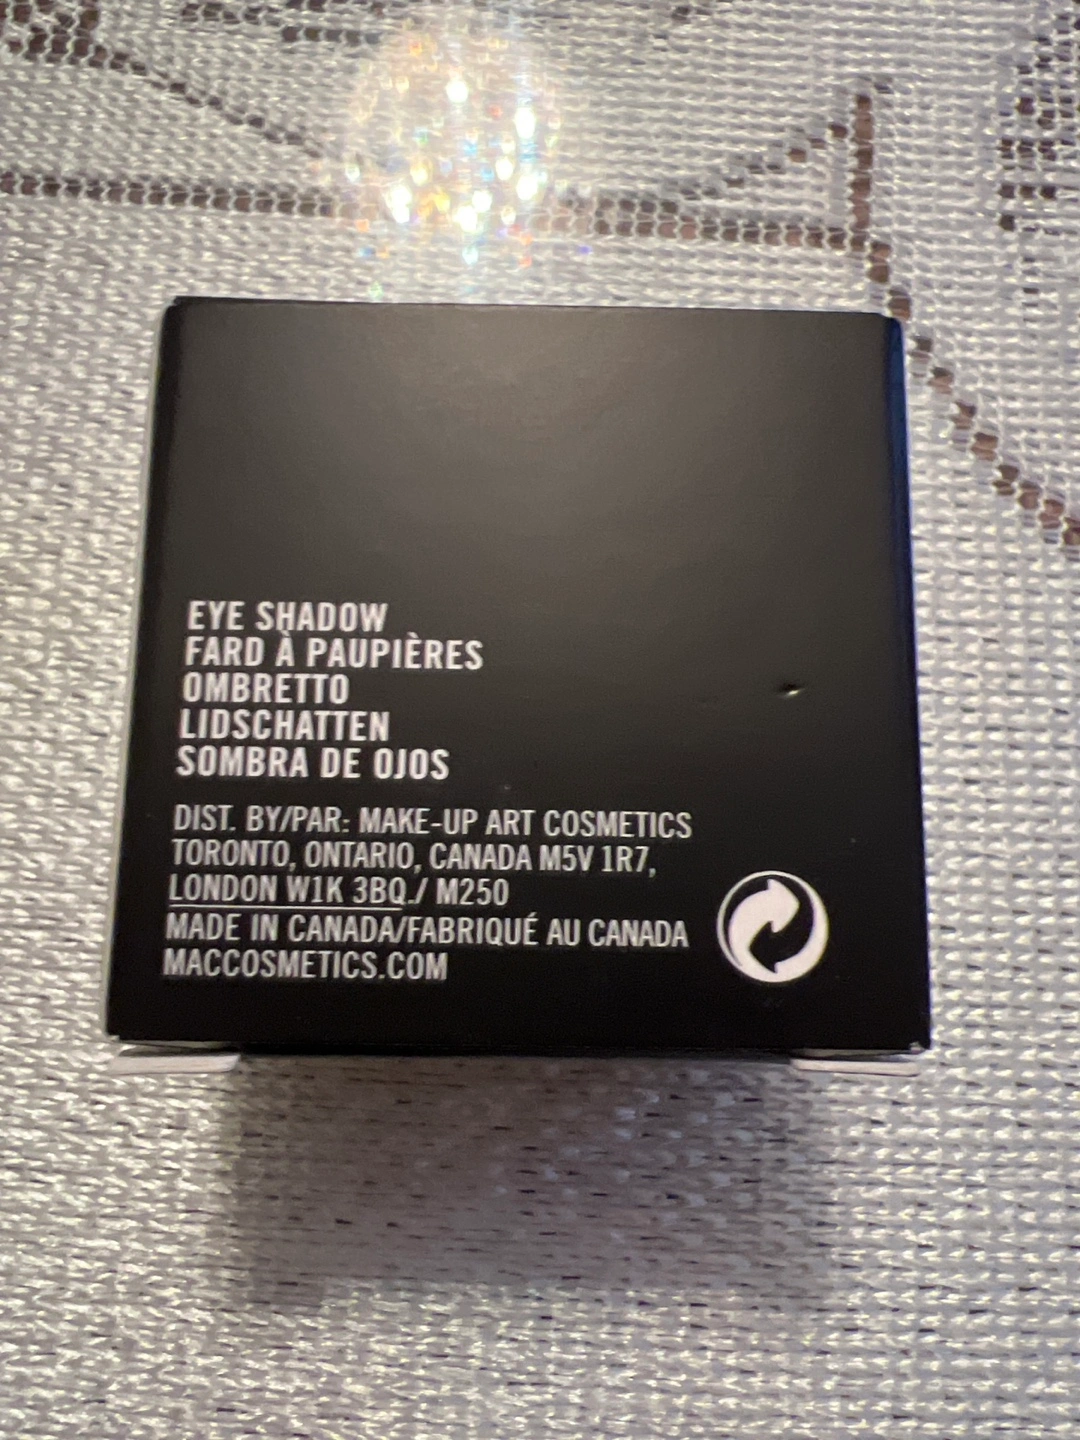 EYE SHADOW
FARD À PAUPIÈRES
OMBRETTO
LIDSCHATTEN
SOMBRA DE OJOS
DIST. BY/PAR: MAKE-UP ART COSMETICS
TORONTO, ONTARIO, CANADA M5V 1R7,
LONDON W1K 3BQ./ M250
MADE IN CANADA/FABRIQUÉ AU CANADA
MACCOSMETICS.COM